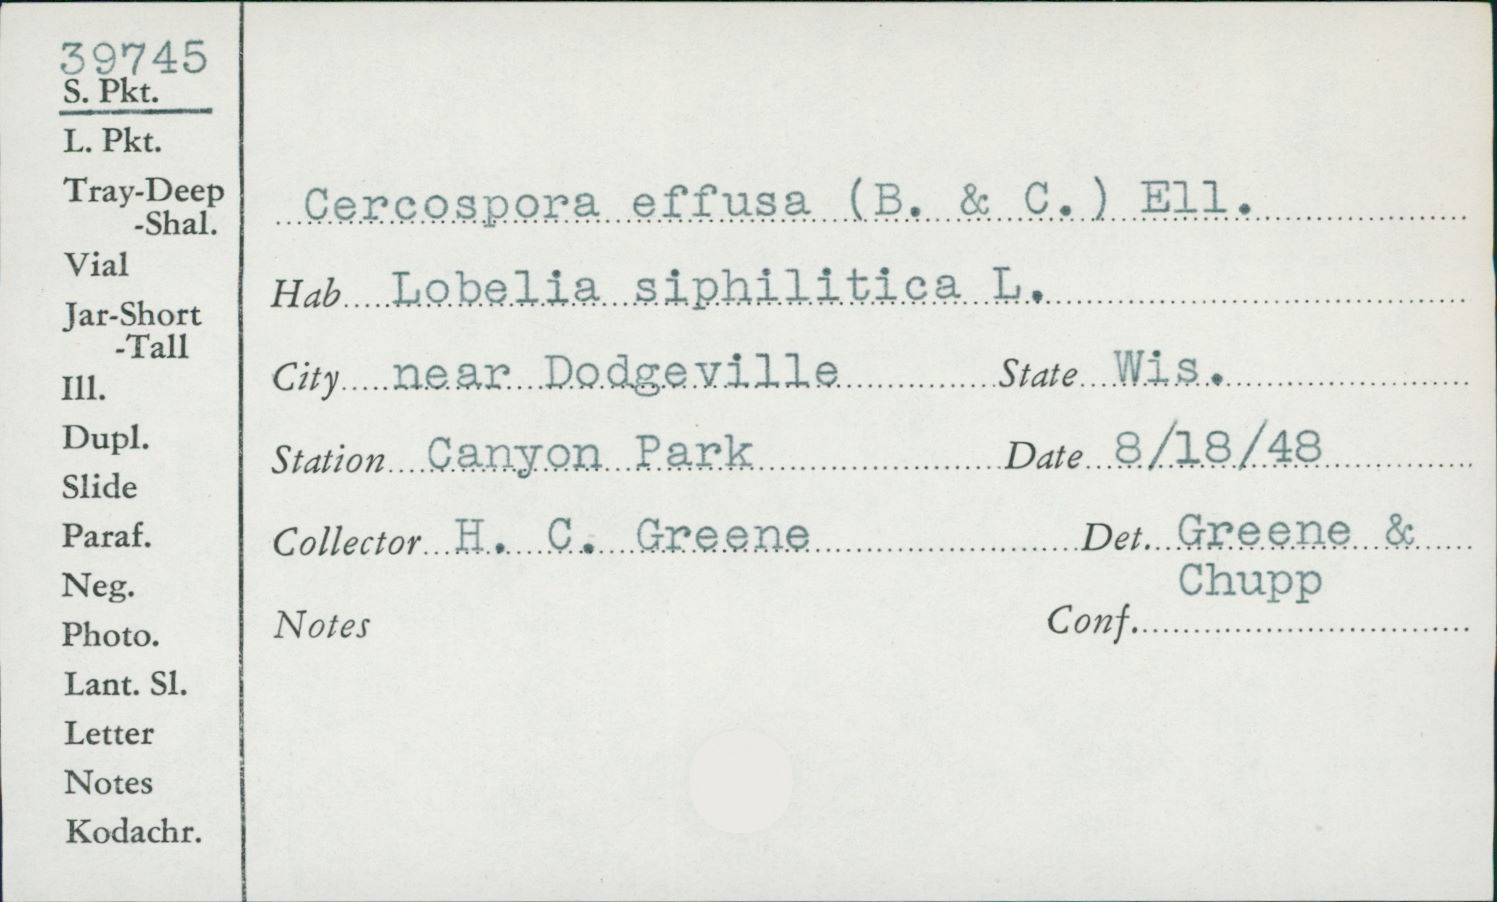 39745
S. Pkt.
L. Pkt.
Tray-Deep
-Shal.
Vial
Jar-Short
-Tall
Ill.
Dupl.
Slide
Paraf.
Neg.
Photo.
Lant. Sl.
Letter
Notes
Kodachr.
Cercospora effusa (B. & C.) Ell.
Hab Lobelia siphilitica L.
City near Dodgeville State Wis.
Station Canyon Park Date 8/18/48
Collector H. C. Greene Det. Greene &
Chupp
Notes Conf.